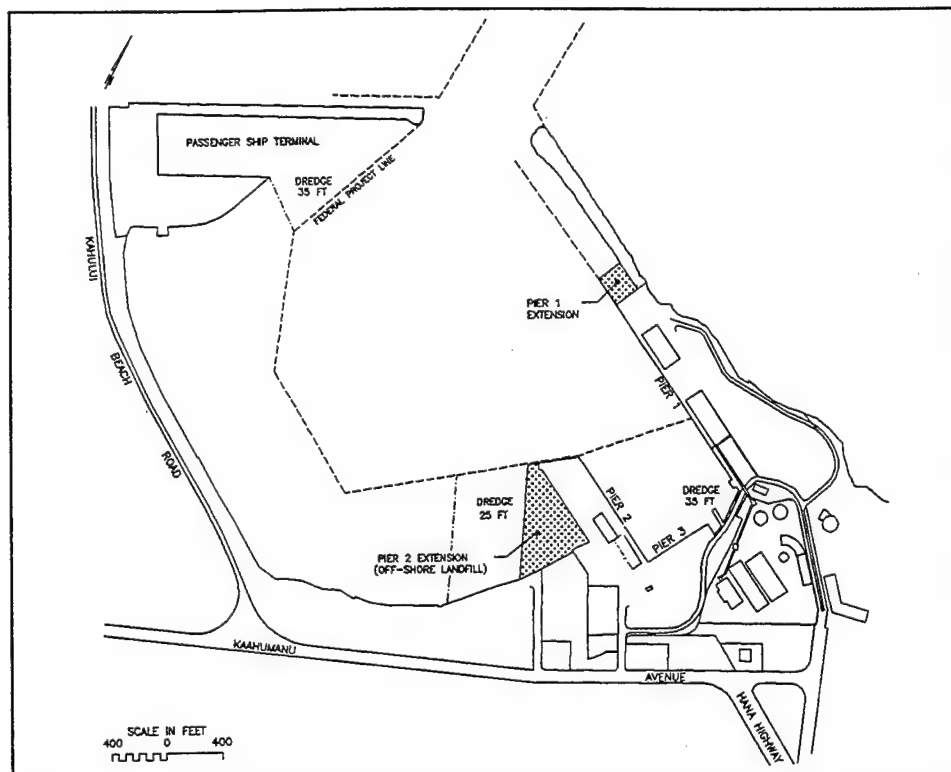 PASSENGER SHIP TERMINAL
DREDGE
35 FT
FEDERAL PROJECT LINE
KAHULUI
BEACH
ROAD
PIER 1
EXTENSION
PIER 1
DREDGE
25 FT
PIER 2
DREDGE
35 FT
PIER 3
PIER 2 EXTENSION
(OFF-SHORE LANDFILL)
KAAHUMANU
AVENUE
HANA HIGHWAY
SCALE IN FEET
400 0 400